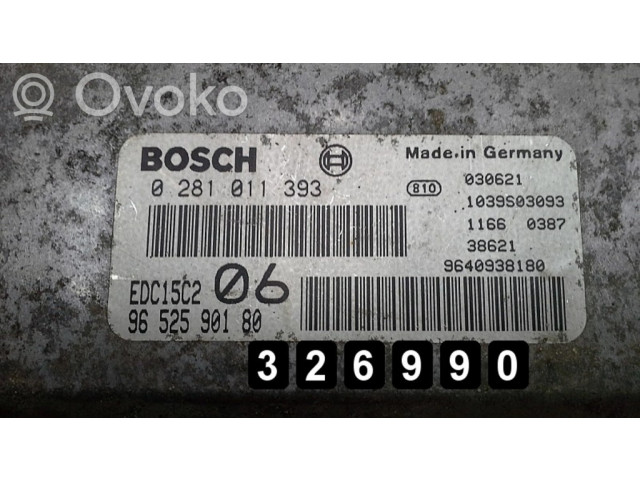 Ovoko
BOSCH
Made.in Germany
0 281 011 393
810
030621
1039S03093
1166 0387
38621
9640938180
EDC15C2 06
96 525 901 80
326990